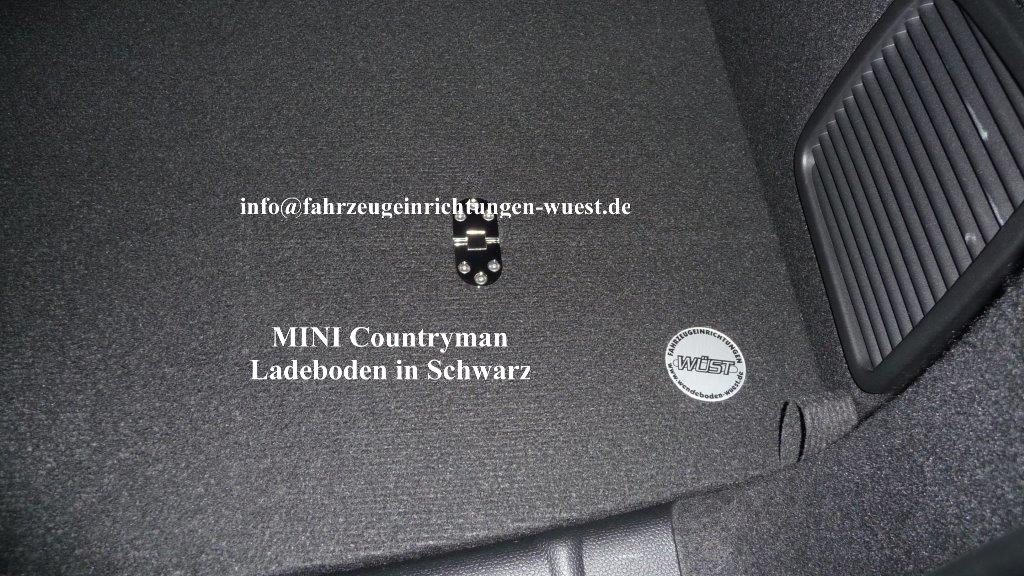 info@fahrzeugeinrichtungen-wuest.de
MINI Countryman
Ladeboden in Schwarz
FAHRZEUGEINRICHTUNGEN
WÜST
www.wendeboden-wuest.de